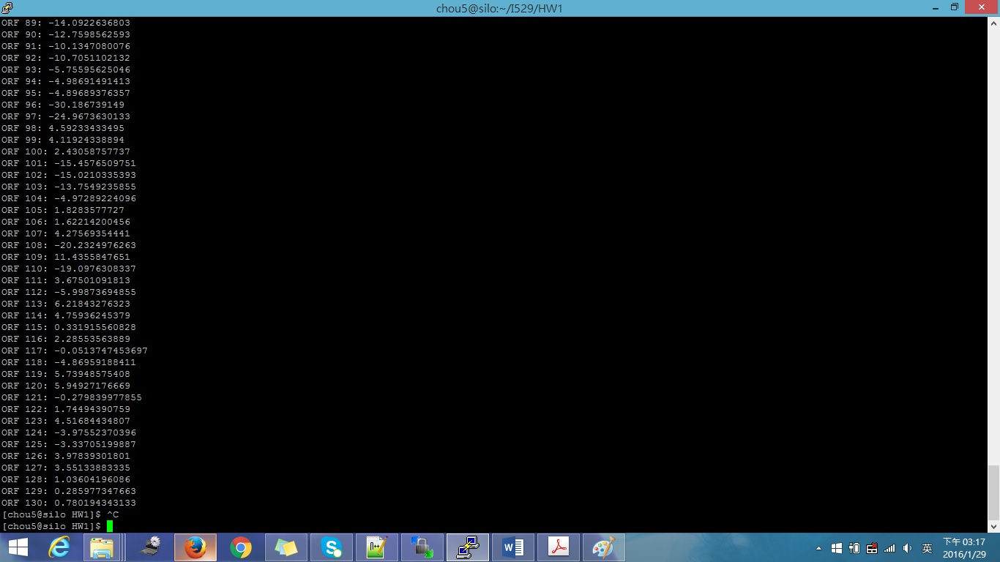 chou5@silo:~/I529/HW1
ORF 89: -14.0922636803
ORF 90: -12.7598562593
ORF 91: -10.1347080076
ORF 92: -10.7051102132
ORF 93: -5.75595625046
ORF 94: -4.98691491413
ORF 95: -4.89689376357
ORF 96: -30.186739149
ORF 97: -24.9673630133
ORF 98: 4.59233433495
ORF 99: 4.11924338894
ORF 100: 2.43058757737
ORF 101: -15.4576509751
ORF 102: -15.0210335393
ORF 103: -13.7549235855
ORF 104: -4.97289224096
ORF 105: 1.8283577727
ORF 106: 1.62214200456
ORF 107: 4.27569354441
ORF 108: -20.2324976263
ORF 109: 11.4355847651
ORF 110: -19.0976308337
ORF 111: 3.67501091813
ORF 112: -5.99873694855
ORF 113: 6.21843276323
ORF 114: 4.75936245379
ORF 115: 0.331915560828
ORF 116: 2.28553563889
ORF 117: -0.0513747453697
ORF 118: -4.86959188411
ORF 119: 5.73948575408
ORF 120: 5.94927176669
ORF 121: -0.279839977855
ORF 122: 1.74494390759
ORF 123: 4.51684434807
ORF 124: -3.97552370396
ORF 125: -3.33705199887
ORF 126: 3.97839301801
ORF 127: 3.55133883335
ORF 128: 1.03604196086
ORF 129: 0.285977347663
ORF 130: 0.780194343133
[chou5@silo HW1]$ ^C
[chou5@silo HW1]$
英
下午 03:17
2016/1/29